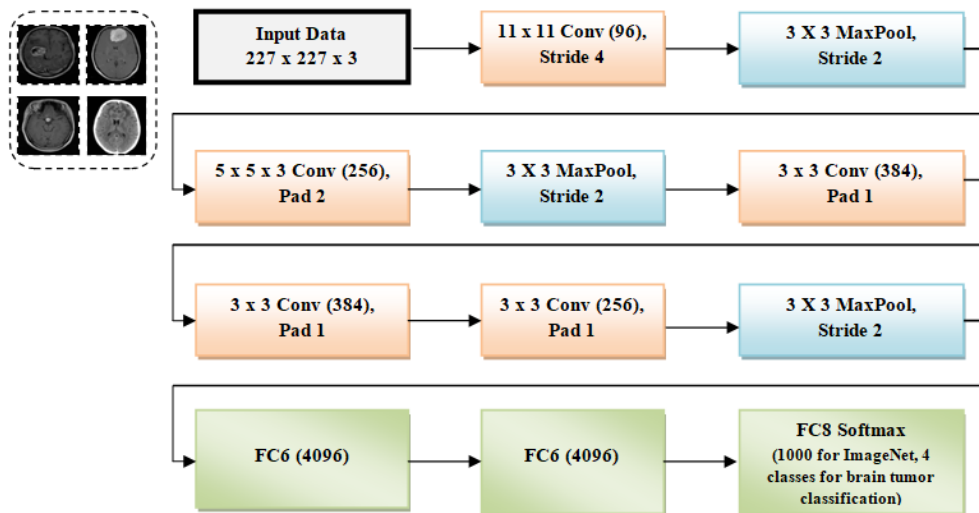 Input Data
227 x 227 x 3
11 x 11 Conv (96),
Stride 4
3 X 3 MaxPool,
Stride 2
5 x 5 x 3 Conv (256),
Pad 2
3 X 3 MaxPool,
Stride 2
3 x 3 Conv (384),
Pad 1
3 x 3 Conv (384),
Pad 1
3 x 3 Conv (256),
Pad 1
3 X 3 MaxPool,
Stride 2
FC6 (4096)
FC6 (4096)
FC8 Softmax
(1000 for ImageNet, 4
classes for brain tumor
classification)